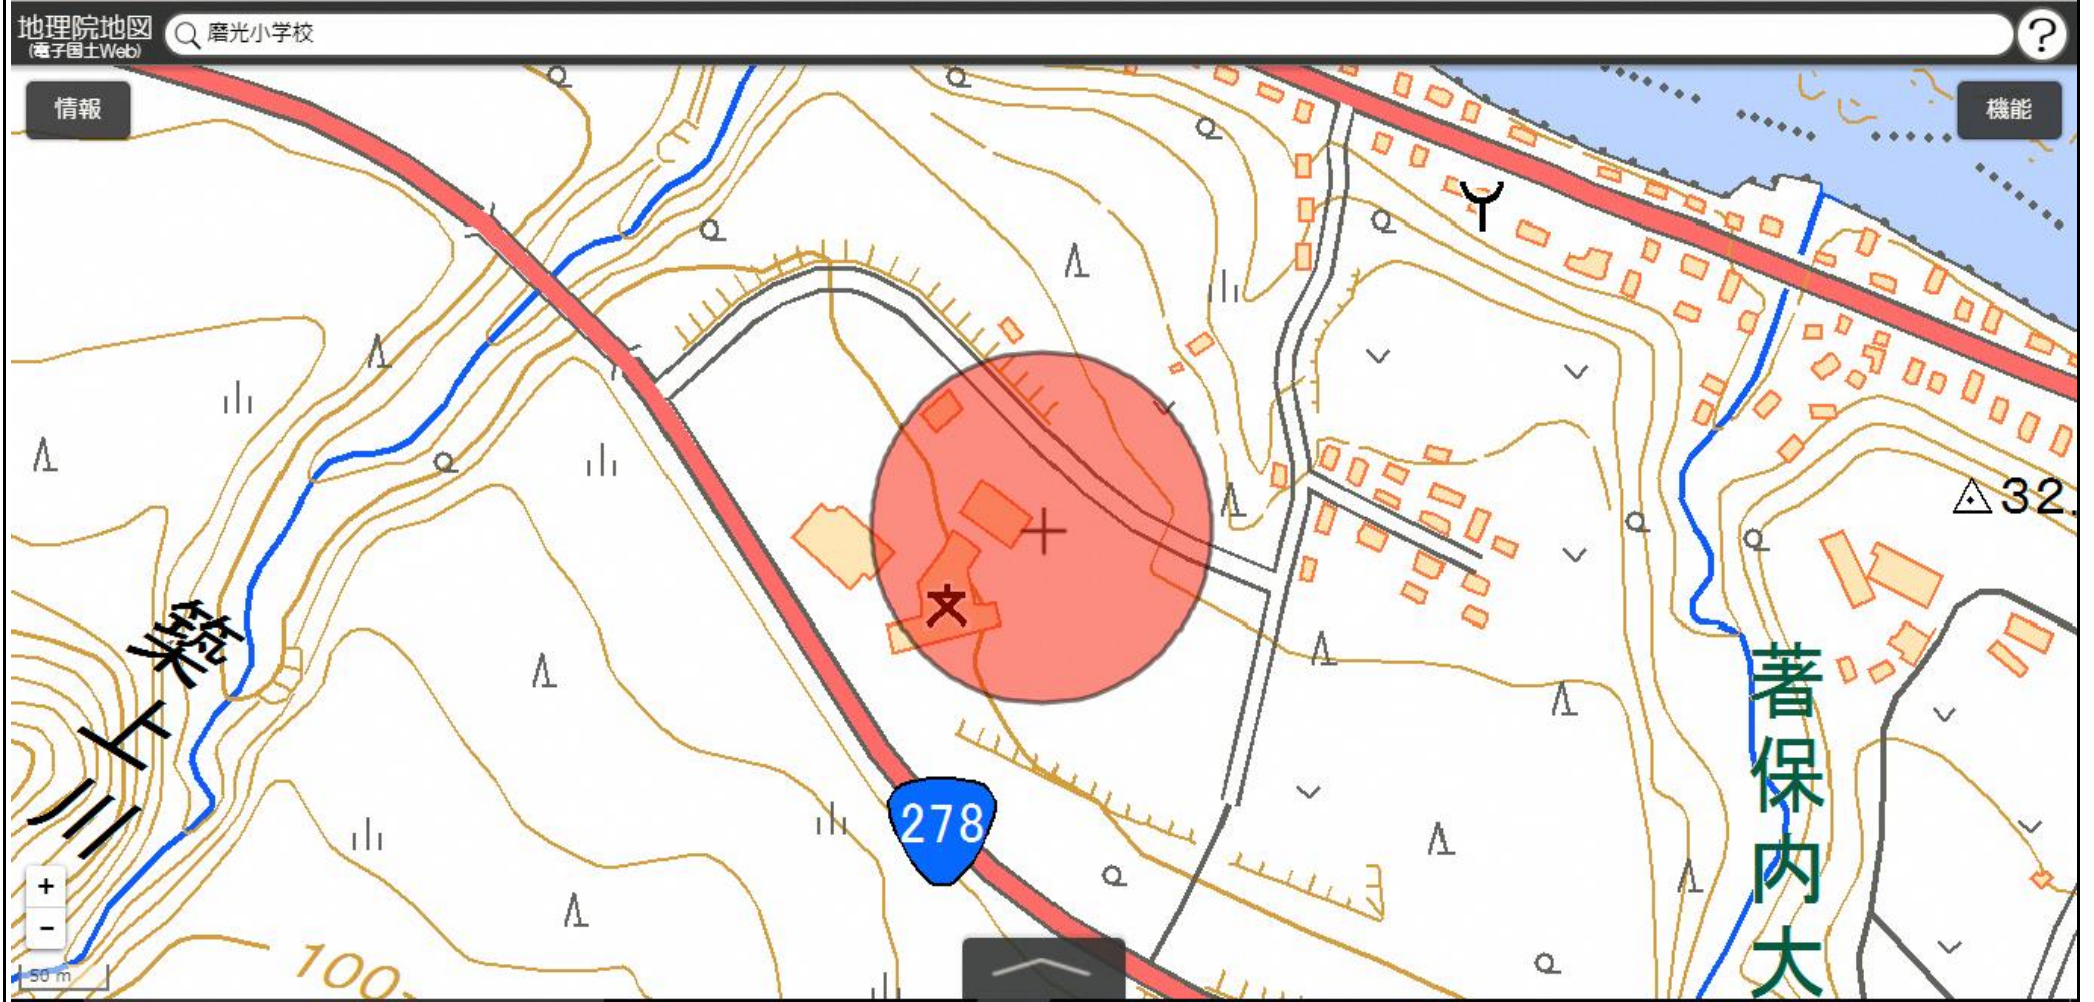 地理院地図
(電子国土Web)
磨光小学校
?
情報
機能
32.
築上川
著保内大
278
+
-
50 m
100